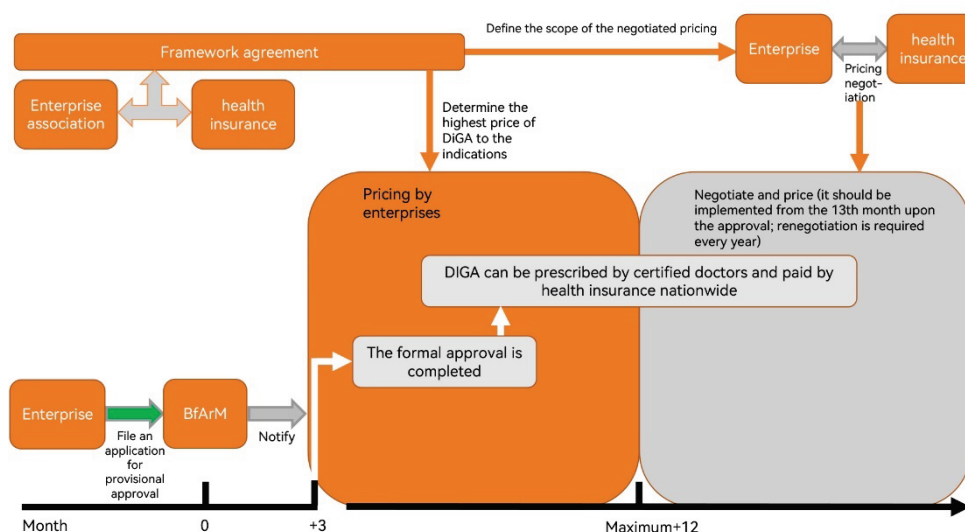 Framework agreement
Define the scope of the negotiated pricing
Enterprise
health
insurance
Pricing
negot-
iation
Enterprise
association
health
insurance
Determine the
highest price of
DiGA to the
indications
Pricing by
enterprises
Negotiate and price (it should be
implemented from the 13th month upon
the approval; renegotiation is required
every year)
DIGA can be prescribed by certified doctors and paid by
health insurance nationwide
The formal approval is
completed
Enterprise
BfArM
File an
application
for
provisional
approval
Notify
Month
0
+3
Maximum+12